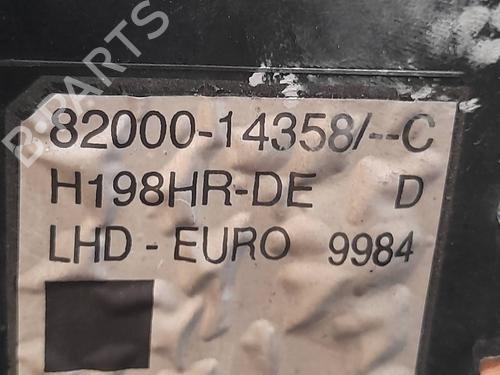 B-PARTS
82000-14358/--C
H198HR-DE D
LHD - EURO 9984